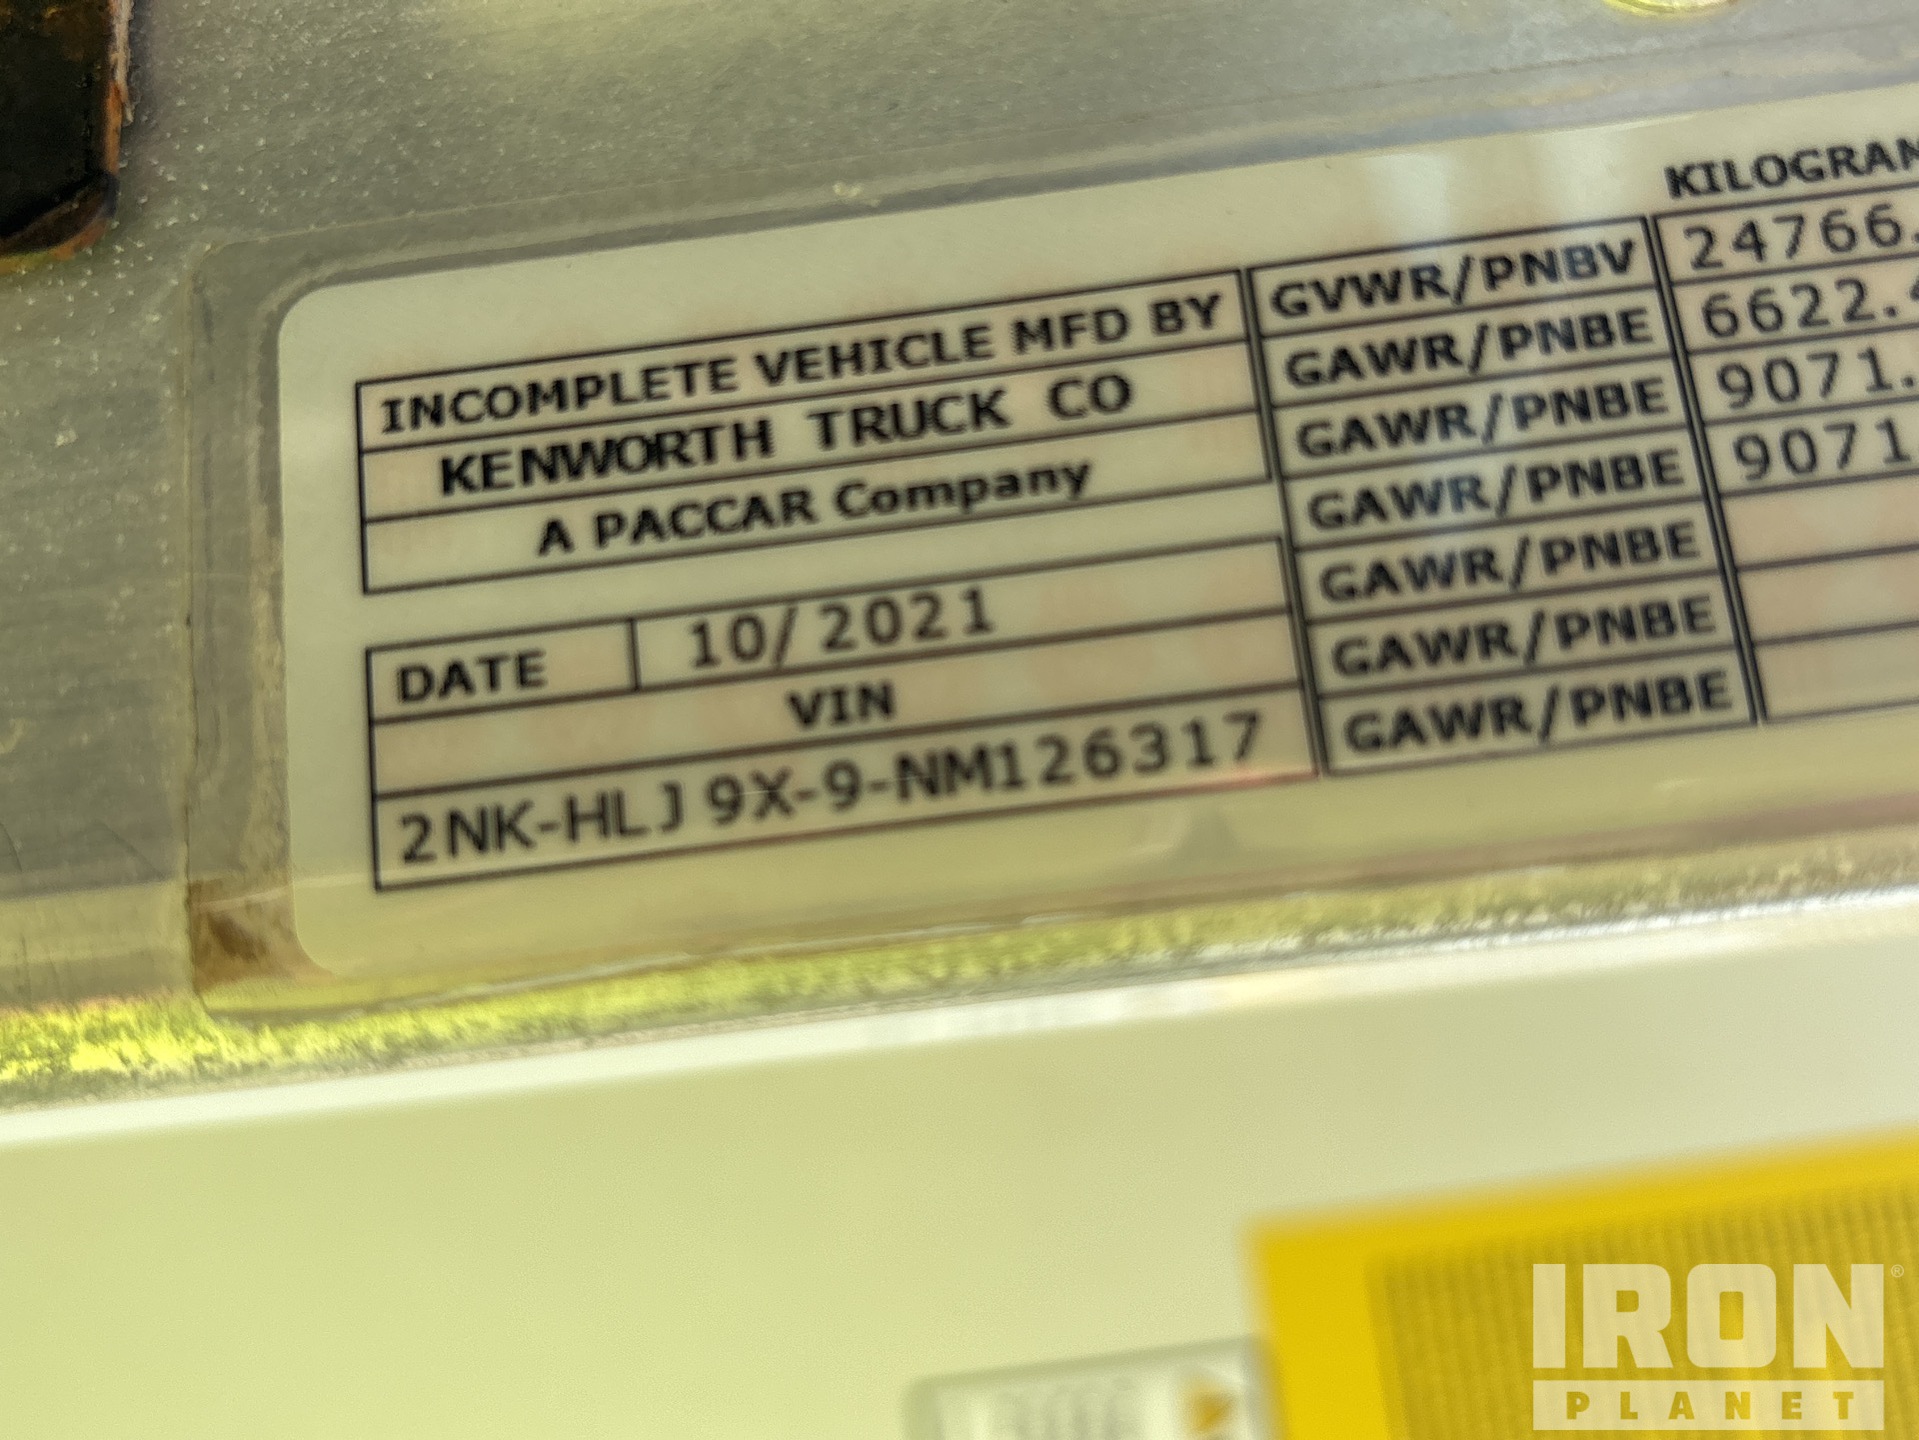 KILOGRAM
INCOMPLETE VEHICLE MFD BY
KENWORTH TRUCK CO
A PACCAR Company
DATE 10/2021
VIN
2NK-HLJ9X-9-NM126317
GVWR/PNBV 24766.
GAWR/PNBE 6622.4
GAWR/PNBE 9071.
GAWR/PNBE 9071
GAWR/PNBE
GAWR/PNBE
GAWR/PNBE
IRON®
PLANET